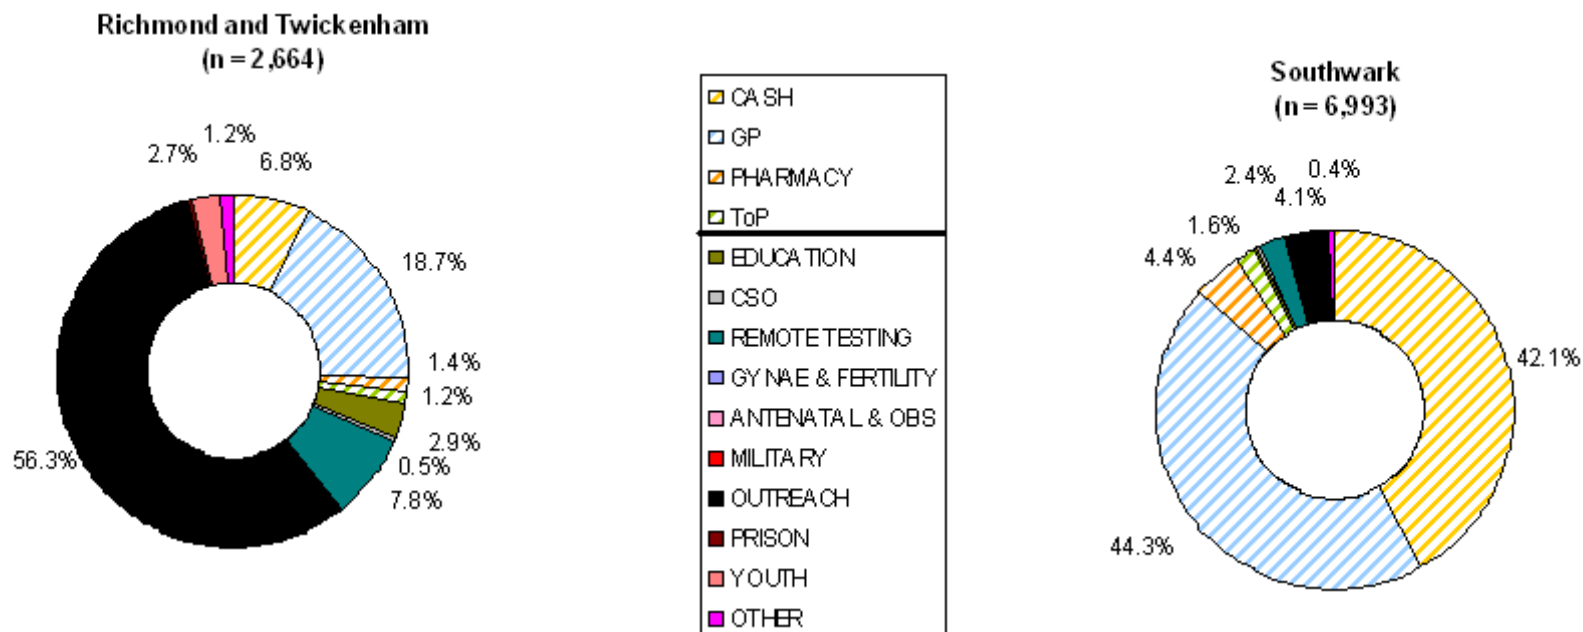 Richmond and Twickenham
(n = 2,664)
1.2%
2.7%
6.8%
18.7%
1.4%
1.2%
2.9%
0.5%
7.8%
56.3%
CASH
GP
PHARMACY
ToP
EDUCATION
CSO
REMOTE TESTING
GYNAE & FERTILITY
ANTENATAL & OBS
MILITARY
OUTREACH
PRISON
YOUTH
OTHER
Southwark
(n = 6,993)
0.4%
2.4%
4.1%
1.6%
4.4%
42.1%
44.3%